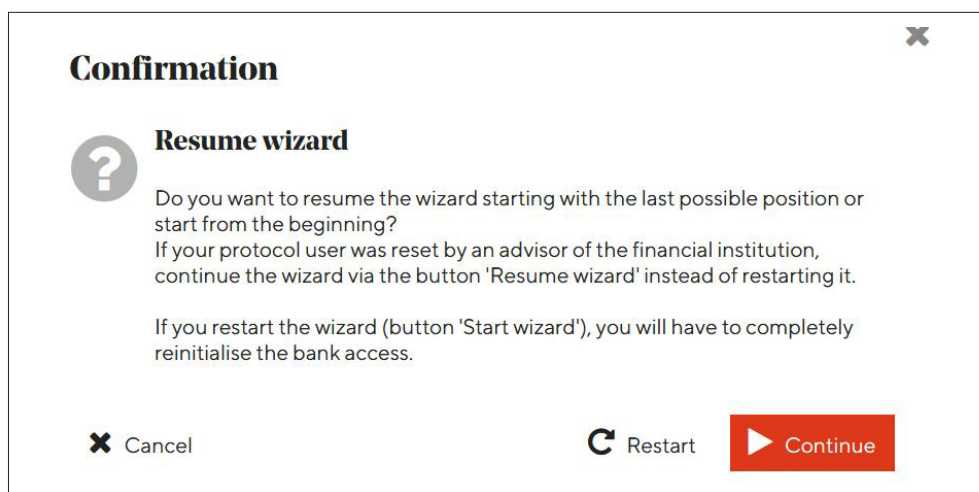 Confirmation
Resume wizard
Do you want to resume the wizard starting with the last possible position or
start from the beginning?
If your protocol user was reset by an advisor of the financial institution,
continue the wizard via the button 'Resume wizard' instead of restarting it.
If you restart the wizard (button 'Start wizard'), you will have to completely
reinitialise the bank access.
Cancel
Restart
Continue